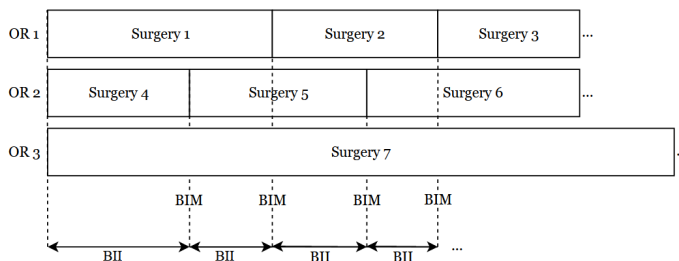 OR 1 Surgery 1 Surgery 2 Surgery 3 ...
OR 2 Surgery 4 Surgery 5 Surgery 6 ...
OR 3 Surgery 7 ..
BIM BIM BIM BIM
BII BII BII BII ...